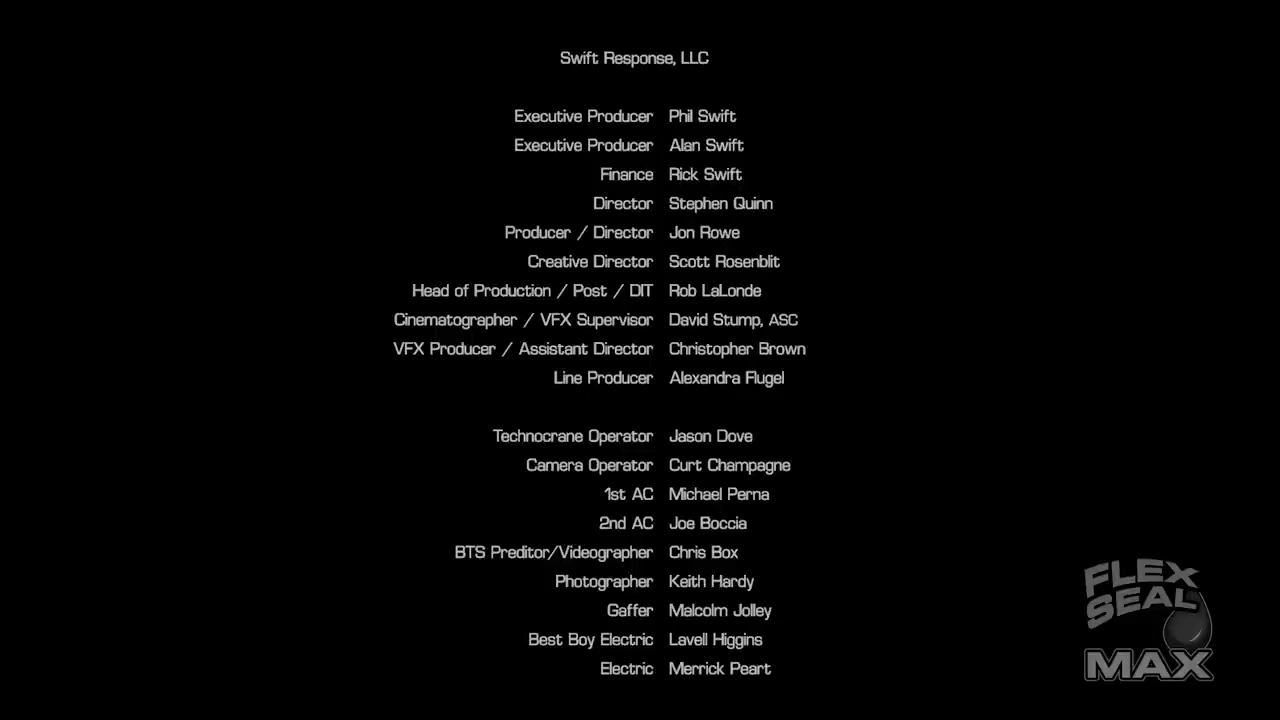 Swift Response, LLC
Executive Producer Phil Swift
Executive Producer Alan Swift
Finance Rick Swift
Director Stephen Quinn
Producer / Director Jon Rowe
Creative Director Scott Rosenblit
Head of Production / Post / DIT Rob LaLonde
Cinematographer / VFX Supervisor David Stump, ASC
VFX Producer / Assistant Director Christopher Brown
Line Producer Alexandra Flugel
Technocrane Operator Jason Dove
Camera Operator Curt Champagne
1st AC Michael Perna
2nd AC Joe Boccia
BTS Preditor/Videographer Chris Box
Photographer Keith Hardy
Gaffer Malcolm Jolley
Best Boy Electric Lavell Higgins
Electric Merrick Peart
FLEX
SEAL
MAX